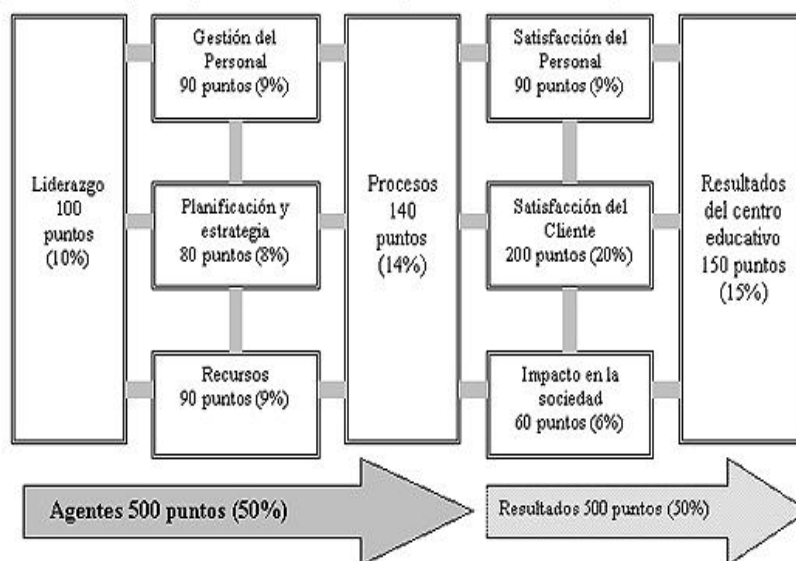 Gestión del
Personal
90 puntos (9%)
Satisfacción del
Personal
90 puntos (9%)
Liderazgo
100
puntos
(10%)
Planificación y
estrategia
80 puntos (8%)
Procesos
140
puntos
(14%)
Satisfacción del
Cliente
200 puntos (20%)
Resultados
del centro
educativo
150 puntos
(15%)
Recursos
90 puntos (9%)
Impacto en la
sociedad
60 puntos (6%)
Agentes 500 puntos (50%)
Resultados 500 puntos (50%)